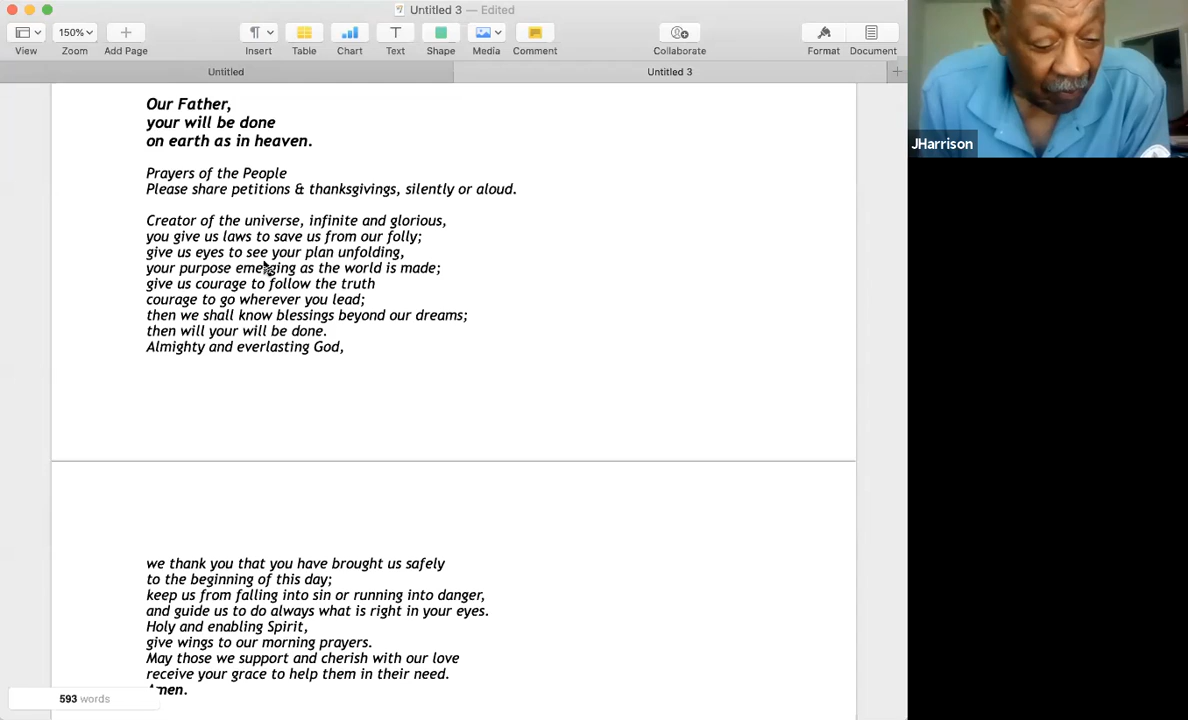 Untitled 3 — Edited
150%
View
Zoom
Add Page
Insert
Table
Chart
Text
Shape
Media
Comment
Collaborate
Format
Document
Untitled
Untitled 3
Our Father,
your will be done
on earth as in heaven.
Prayers of the People
Please share petitions & thanksgivings, silently or aloud.
Creator of the universe, infinite and glorious,
you give us laws to save us from our folly;
give us eyes to see your plan unfolding,
your purpose emerging as the world is made;
give us courage to follow the truth
courage to go wherever you lead;
then we shall know blessings beyond our dreams;
then will your will be done.
Almighty and everlasting God,
we thank you that you have brought us safely
to the beginning of this day;
keep us from falling into sin or running into danger,
and guide us to do always what is right in your eyes.
Holy and enabling Spirit,
give wings to our morning prayers.
May those we support and cherish with our love
receive your grace to help them in their need.
Amen.
593 words
JHarrison